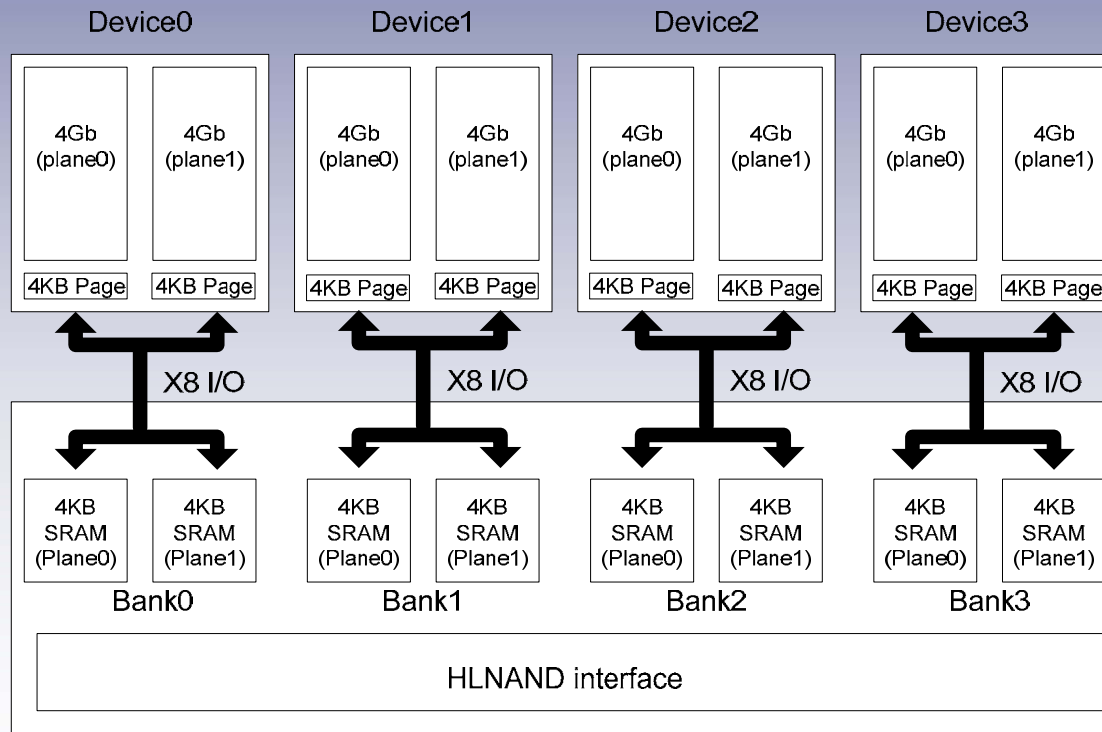 Device0 Device1 Device2 Device3
4Gb 4Gb 4Gb 4Gb 4Gb 4Gb 4Gb 4Gb
(plane0) (plane1) (plane0) (plane1) (plane0) (plane1) (plane0) (plane1)
4KB Page 4KB Page 4KB Page 4KB Page 4KB Page 4KB Page 4KB Page 4KB Page
X8 I/O X8 I/O X8 I/O X8 I/O
4KB 4KB 4KB 4KB 4KB 4KB 4KB 4KB
SRAM SRAM SRAM SRAM SRAM SRAM SRAM SRAM
(Plane0) (Plane1) (Plane0) (Plane1) (Plane0) (Plane1) (Plane0) (Plane1)
Bank0 Bank1 Bank2 Bank3
HLNAND interface